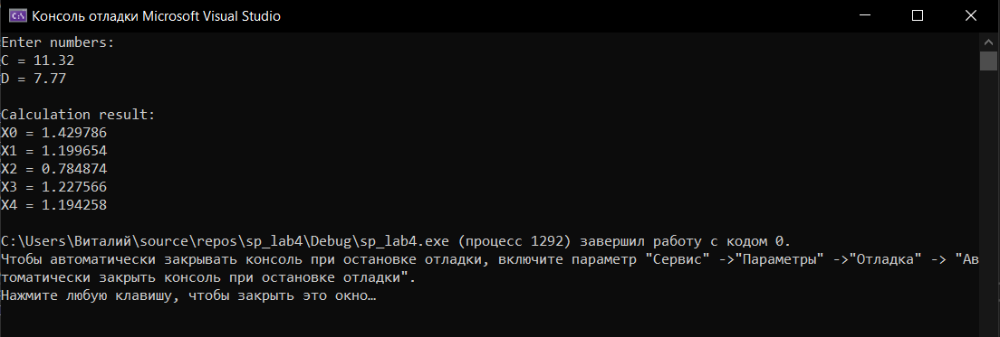 Консоль отладки Microsoft Visual Studio
Enter numbers:
C = 11.32
D = 7.77
Calculation result:
X0 = 1.429786
X1 = 1.199654
X2 = 0.784874
X3 = 1.227566
X4 = 1.194258
C:\Users\Виталий\source\repos\sp_lab4\Debug\sp_lab4.exe (процесс 1292) завершил работу с кодом 0.
Чтобы автоматически закрывать консоль при остановке отладки, включите параметр "Сервис" ->"Параметры" ->"Отладка" -> "Ав
томатически закрыть консоль при остановке отладки".
Нажмите любую клавишу, чтобы закрыть это окно…